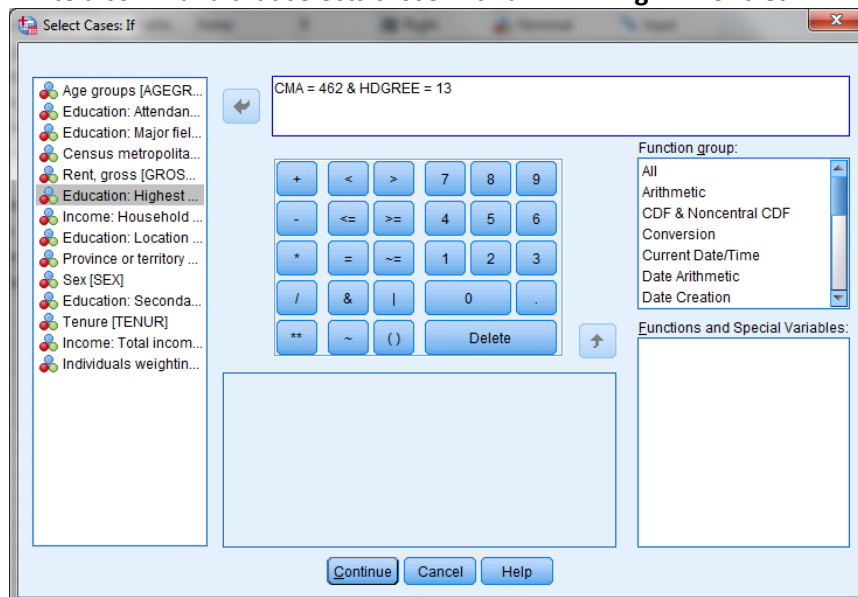 Select Cases: If
CMA = 462 & HDGREE = 13
Age groups [AGEGR...
Education: Attendan...
Education: Major fiel...
Census metropolita...
Rent, gross [GROS...
Education: Highest ...
Income: Household ...
Education: Location ...
Province or territory ...
Sex [SEX]
Education: Seconda...
Tenure [TENUR]
Income: Total incom...
Individuals weightin...
+ < > 7 8 9
- <= >= 4 5 6
* = ~= 1 2 3
/ & | 0 .
** ~ ( ) Delete
Function group:
All
Arithmetic
CDF & Noncentral CDF
Conversion
Current Date/Time
Date Arithmetic
Date Creation
Functions and Special Variables:
Continue Cancel Help